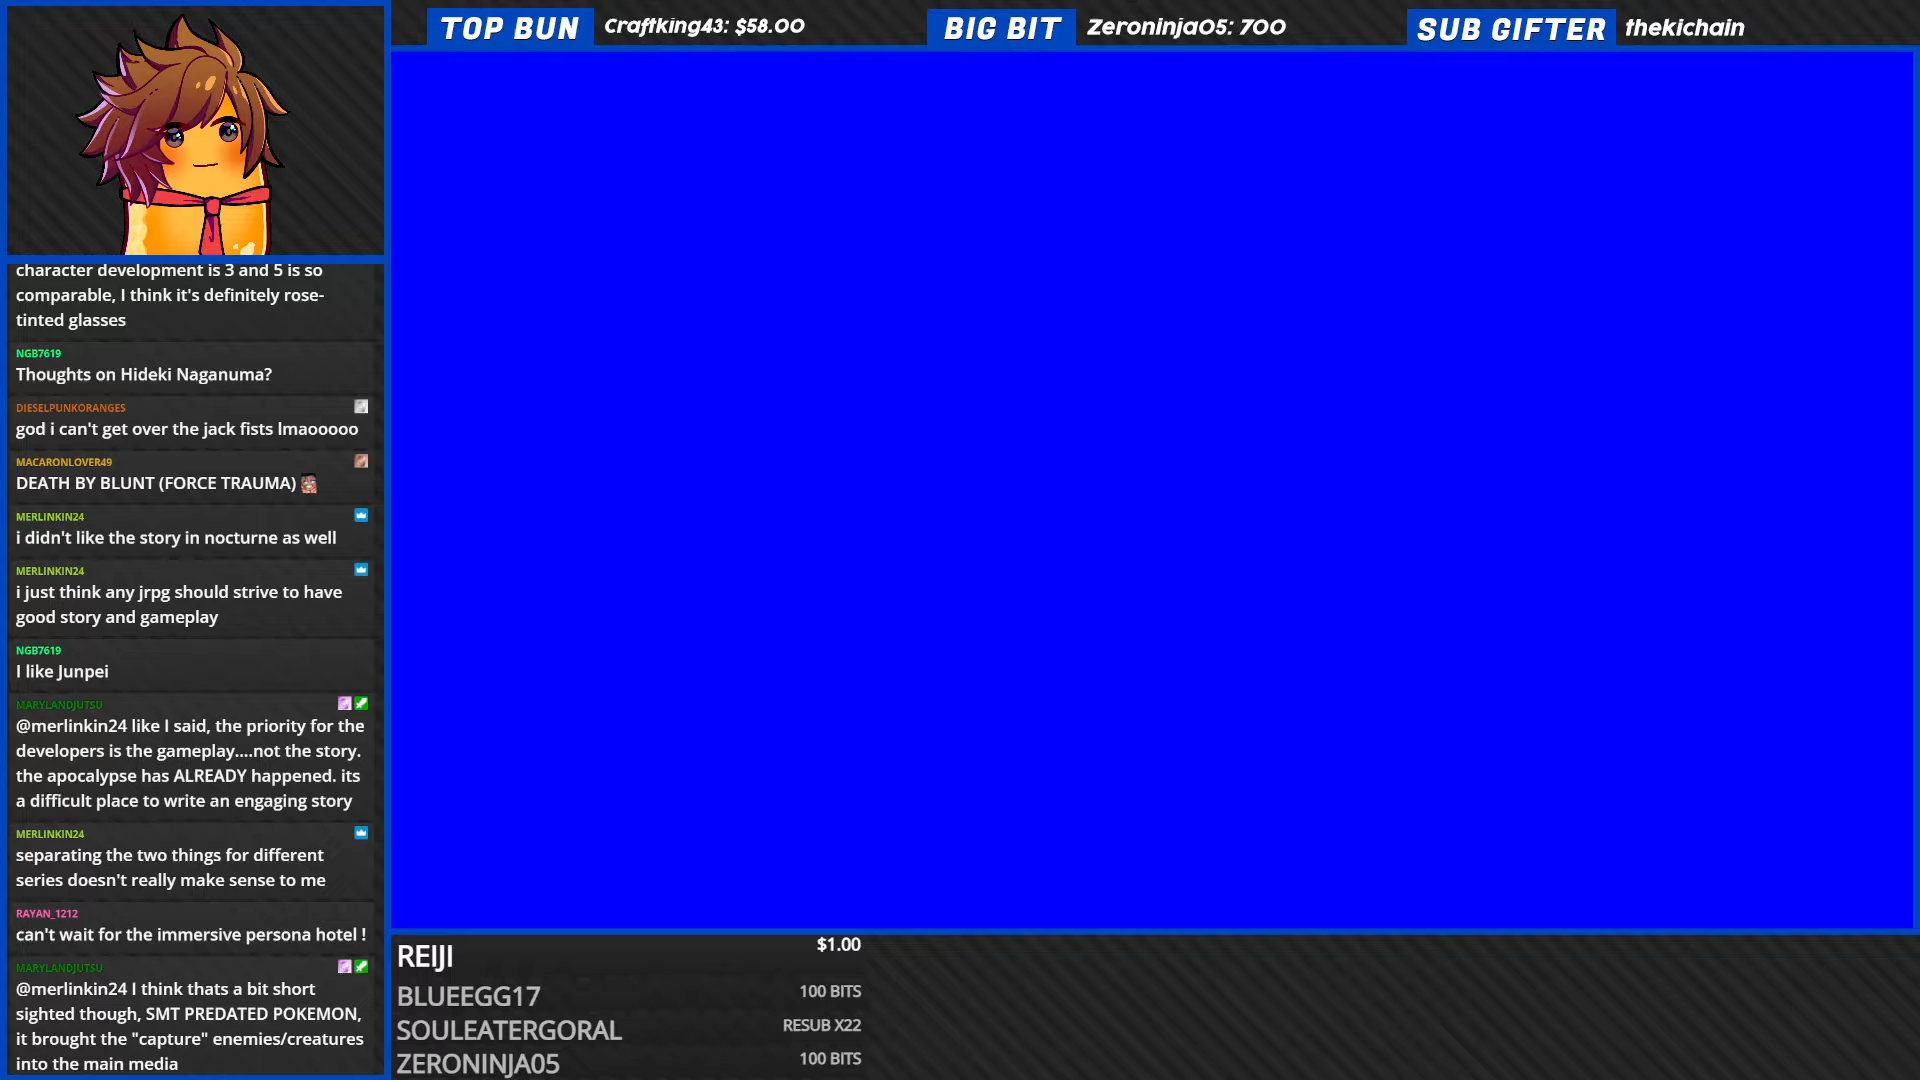 TOP BUN Craftking43: $58.00 BIG BIT Zeroninja05: 700 SUB GIFTER thekichain
character development is 3 and 5 is so
comparable, I think it's definitely rose-
tinted glasses
NGB7619
Thoughts on Hideki Naganuma?
DIESELPUNKORANGES
god i can't get over the jack fists lmaooooo
MACARONLOVER49
DEATH BY BLUNT (FORCE TRAUMA)
MERLINKIN24
i didn't like the story in nocturne as well
MERLINKIN24
i just think any jrpg should strive to have
good story and gameplay
NGB7619
I like Junpei
MARYLANDJUTSU
@merlinkin24 like I said, the priority for the
developers is the gameplay....not the story.
the apocalypse has ALREADY happened. its
a difficult place to write an engaging story
MERLINKIN24
separating the two things for different
series doesn't really make sense to me
RAYAN_1212
can't wait for the immersive persona hotel !
MARYLANDJUTSU
@merlinkin24 I think thats a bit short
sighted though, SMT PREDATED POKEMON,
it brought the "capture" enemies/creatures
into the main media
REIJI $1.00
BLUEEGG17 100 BITS
SOULEATERGORAL RESUB X22
ZERONINJA05 100 BITS